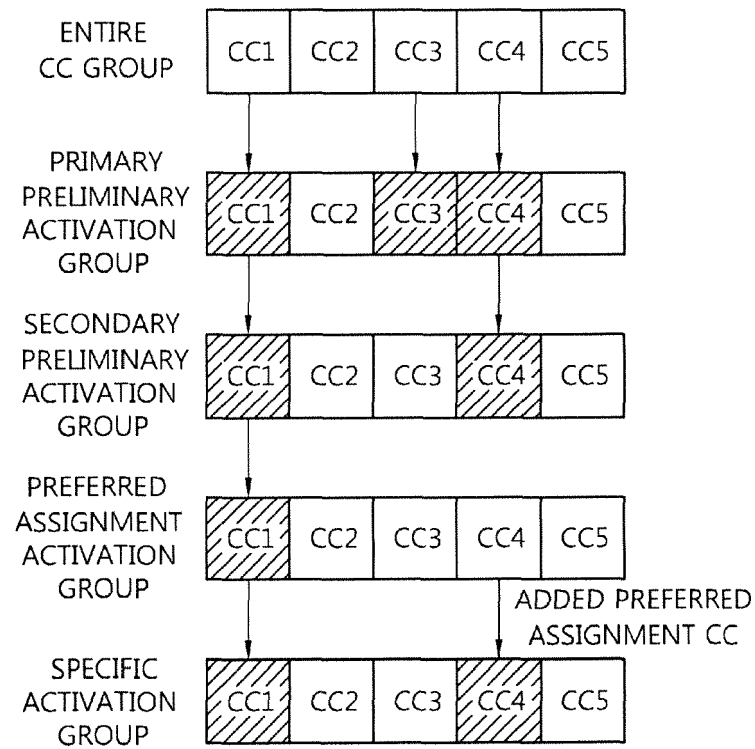 ENTIRE
CC GROUP
CC1 CC2 CC3 CC4 CC5
PRIMARY
PRELIMINARY
ACTIVATION
GROUP
CC1 CC2 CC3 CC4 CC5
SECONDARY
PRELIMINARY
ACTIVATION
GROUP
CC1 CC2 CC3 CC4 CC5
PREFERRED
ASSIGNMENT
ACTIVATION
GROUP
CC1 CC2 CC3 CC4 CC5
ADDED PREFERRED
ASSIGNMENT CC
SPECIFIC
ACTIVATION
GROUP
CC1 CC2 CC3 CC4 CC5